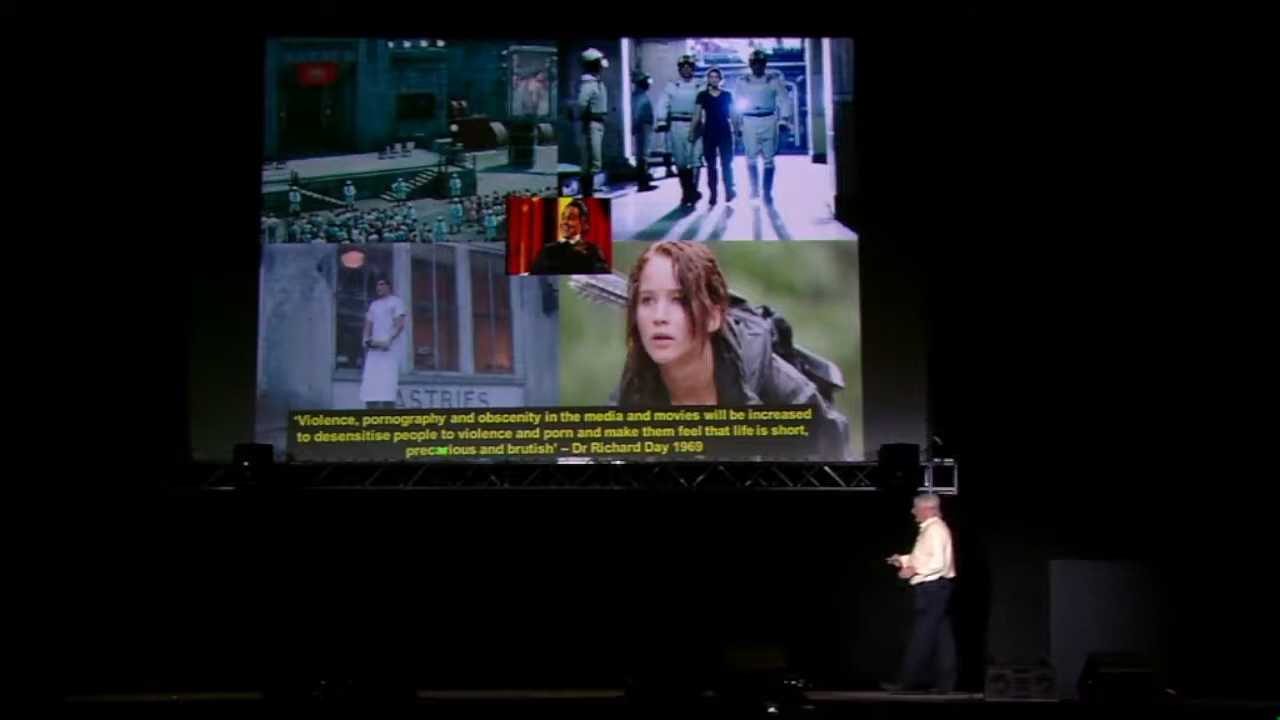 ASTRIES
'Violence, pornography and obscenity in the media and movies will be increased
to desensitise people to violence and porn and make them feel that life is short,
precarious and brutish' – Dr Richard Day 1969